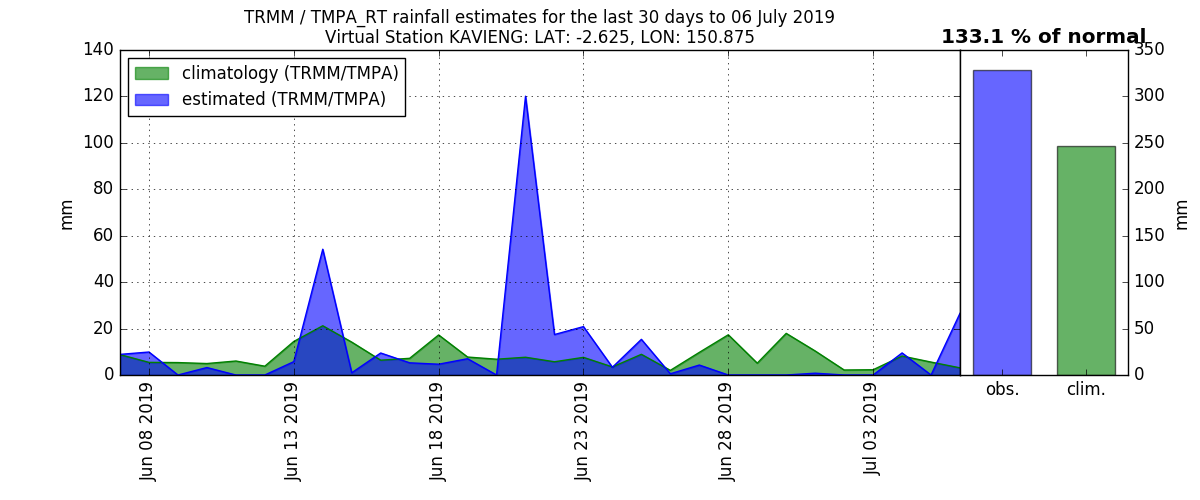 TRMM / TMPA_RT rainfall estimates for the last 30 days to 06 July 2019
Virtual Station KAVIENG: LAT: -2.625, LON: 150.875
133.1 % of normal
climatology (TRMM/TMPA)
estimated (TRMM/TMPA)
140
120
100
80
60
40
20
0
mm
Jun 08 2019
Jun 13 2019
Jun 18 2019
Jun 23 2019
Jun 28 2019
Jul 03 2019
350
300
250
200
150
100
50
0
mm
obs.
clim.